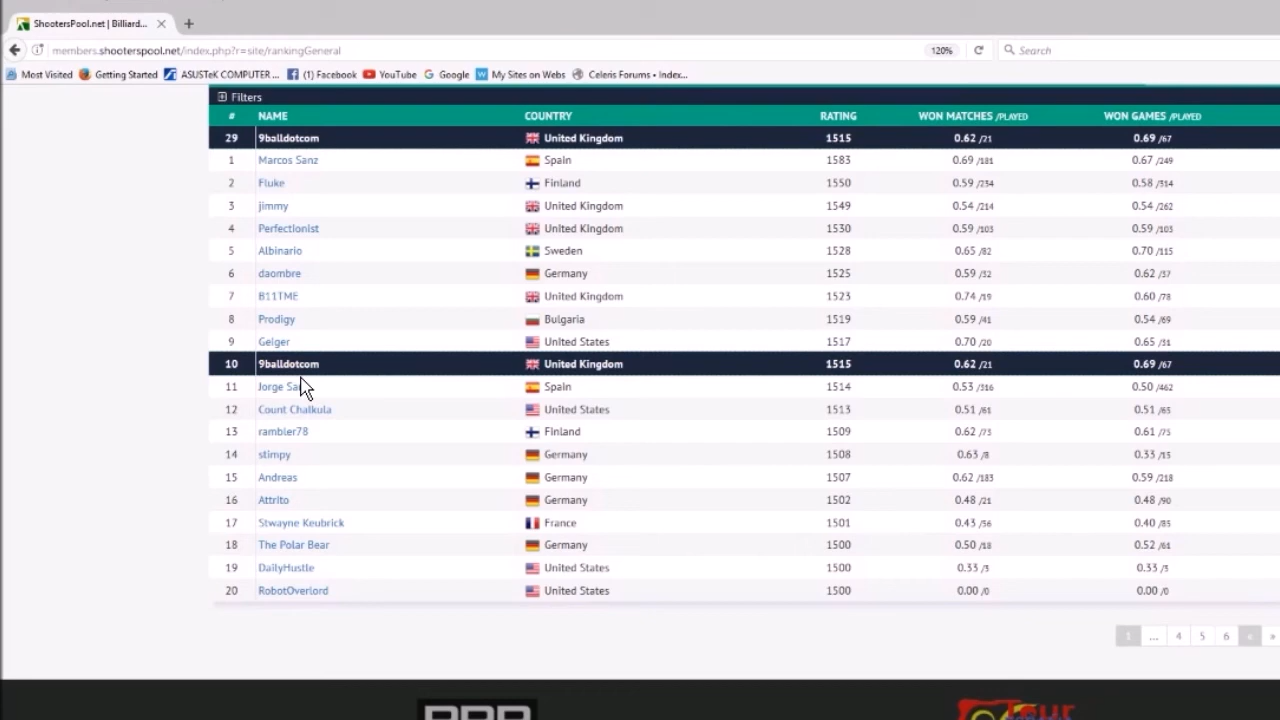 ShootersPool.net | Billiard...
members.shooterspool.net/index.php?r=site/rankingGeneral 120% Search
Most Visited Getting Started ASUSTeK COMPUTER ... (1) Facebook YouTube Google My Sites on Webs Celeris Forums • Index...
Filters
# NAME COUNTRY RATING WON MATCHES /PLAYED WON GAMES /PLAYED
29 9balldotcom United Kingdom 1515 0.62 /21 0.69 /67
1 Marcos Sanz Spain 1583 0.69 /181 0.67 /249
2 Fluke Finland 1550 0.59 /234 0.58 /314
3 jimmy United Kingdom 1549 0.54 /214 0.54 /262
4 Perfectionist United Kingdom 1530 0.59 /103 0.59 /103
5 Albinario Sweden 1528 0.65 /82 0.70 /115
6 daombre Germany 1525 0.59 /32 0.62 /37
7 B11TME United Kingdom 1523 0.74 /19 0.60 /78
8 Prodigy Bulgaria 1519 0.59 /41 0.54 /69
9 Geiger United States 1517 0.70 /20 0.65 /31
10 9balldotcom United Kingdom 1515 0.62 /21 0.69 /67
11 Jorge Spain 1514 0.53 /316 0.50 /462
12 Count Chalkula United States 1513 0.51 /61 0.51 /65
13 rambler78 Finland 1509 0.62 /73 0.61 /75
14 stimpy Germany 1508 0.63 /8 0.33 /15
15 Andreas Germany 1507 0.62 /183 0.59 /218
16 Attrito Germany 1502 0.48 /21 0.48 /90
17 Stwayne Keubrick France 1501 0.43 /56 0.40 /85
18 The Polar Bear Germany 1500 0.50 /18 0.52 /61
19 DailyHustle United States 1500 0.33 /3 0.33 /3
20 RobotOverlord United States 1500 0.00 /0 0.00 /0
1 ... 4 5 6 « »